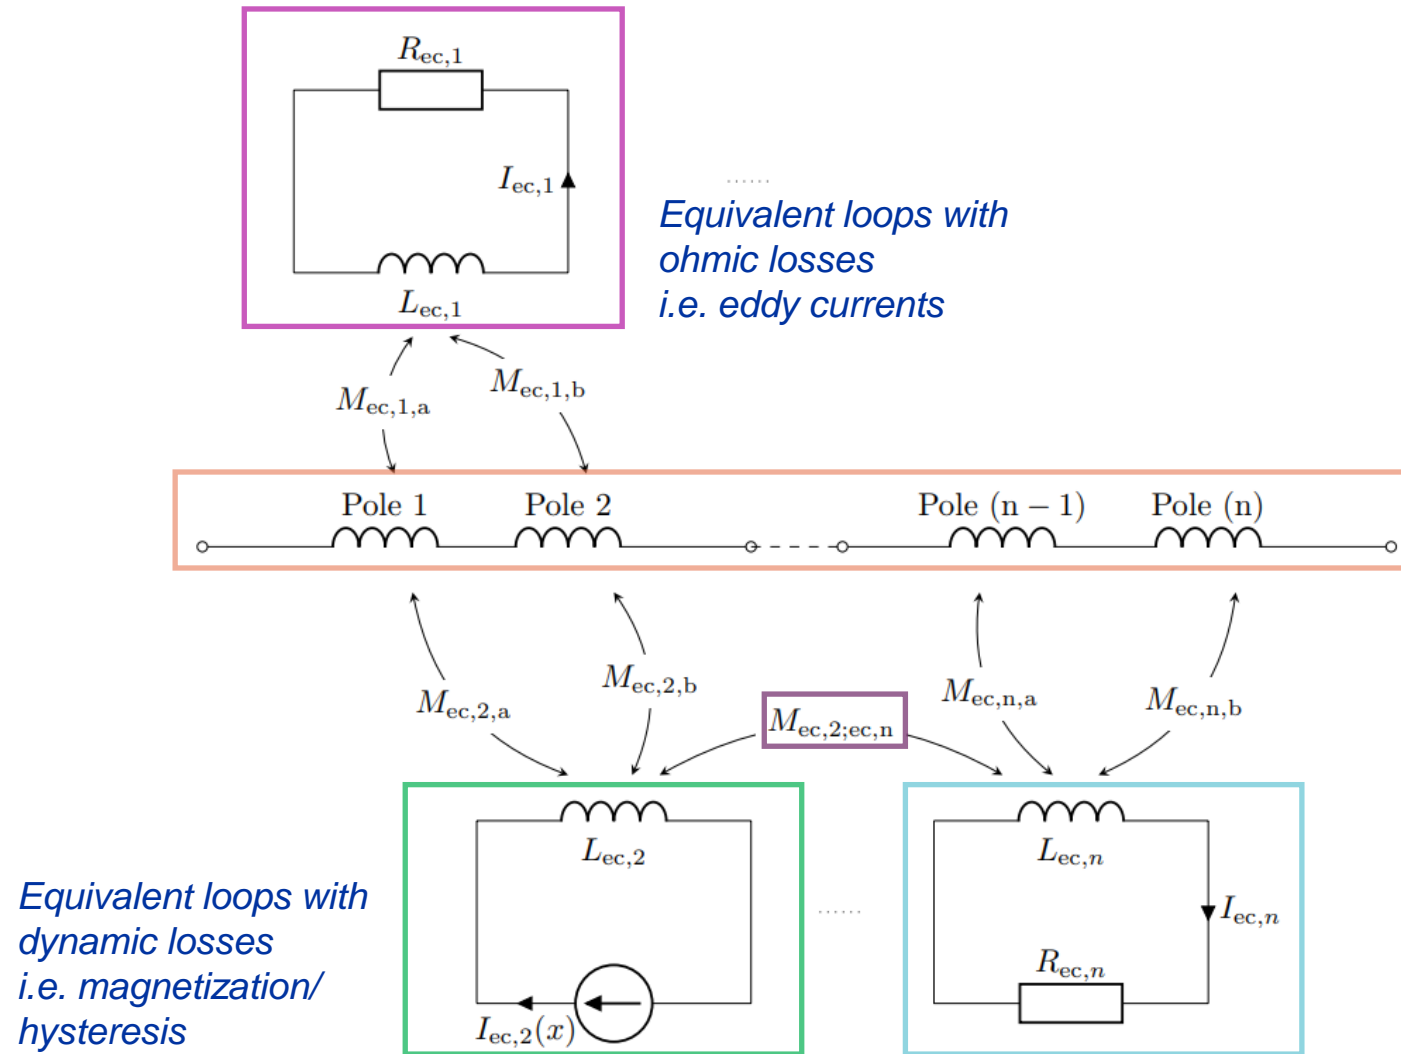 R_ec,1
I_ec,1
L_ec,1
......
Equivalent loops with
ohmic losses
i.e. eddy currents
M_ec,1,a
M_ec,1,b
Pole 1
Pole 2
Pole (n − 1)
Pole (n)
M_ec,2,a
M_ec,2,b
M_ec,2;ec,n
M_ec,n,a
M_ec,n,b
L_ec,2
I_ec,2(x)
Equivalent loops with
dynamic losses
i.e. magnetization/
hysteresis
......
L_ec,n
I_ec,n
R_ec,n